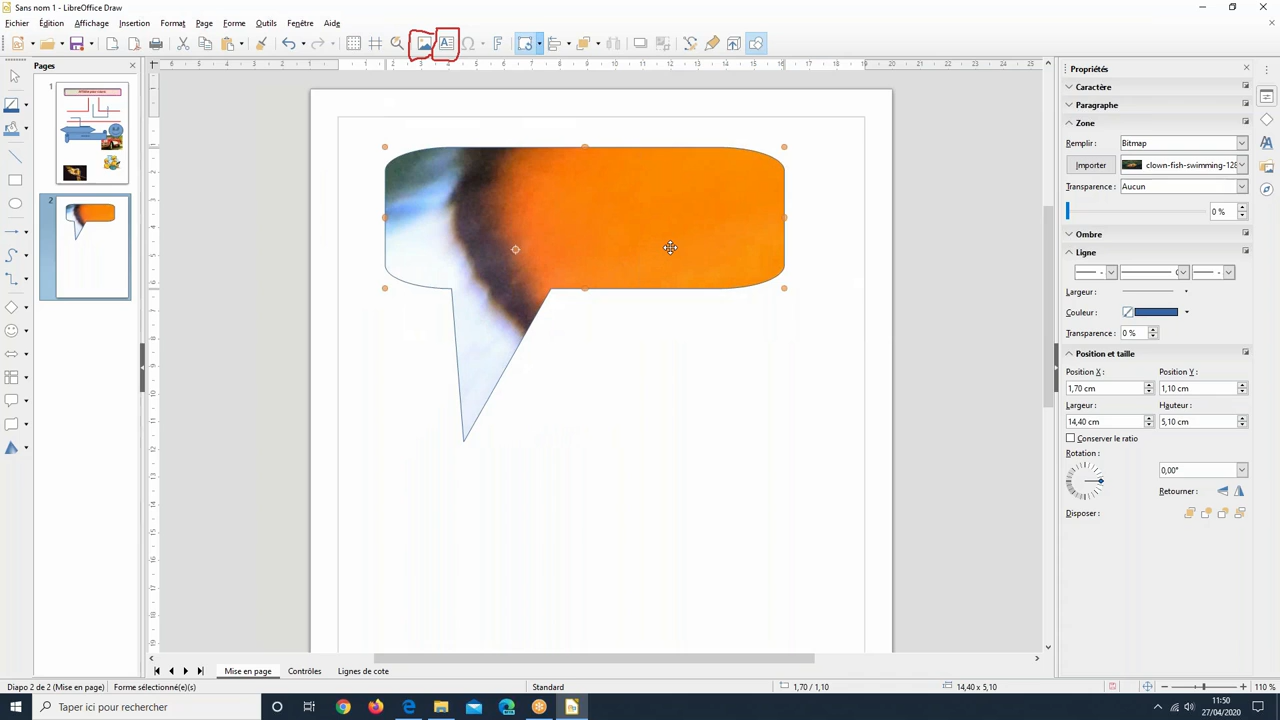 Sans nom 1 - LibreOffice Draw
Fichier Édition Affichage Insertion Format Page Forme Outils Fenêtre Aide
Pages
1
2
Propriétés
Caractère
Paragraphe
Zone
Remplir : Bitmap
Importer clown-fish-swimming-128
Transparence : Aucun
0 %
Ombre
Ligne
Largeur :
Couleur :
Transparence : 0 %
Position et taille
Position X : Position Y :
1,70 cm 1,10 cm
Largeur : Hauteur :
14,40 cm 5,10 cm
Conserver le ratio
Rotation :
0,00°
Retourner :
Disposer :
Mise en page Contrôles Lignes de cote
Diapo 2 de 2 (Mise en page) Forme sélectionné(e)(s) Standard 1,70 / 1,10 14,40 x 5,10 110 %
Taper ici pour rechercher
11:50
27/04/2020